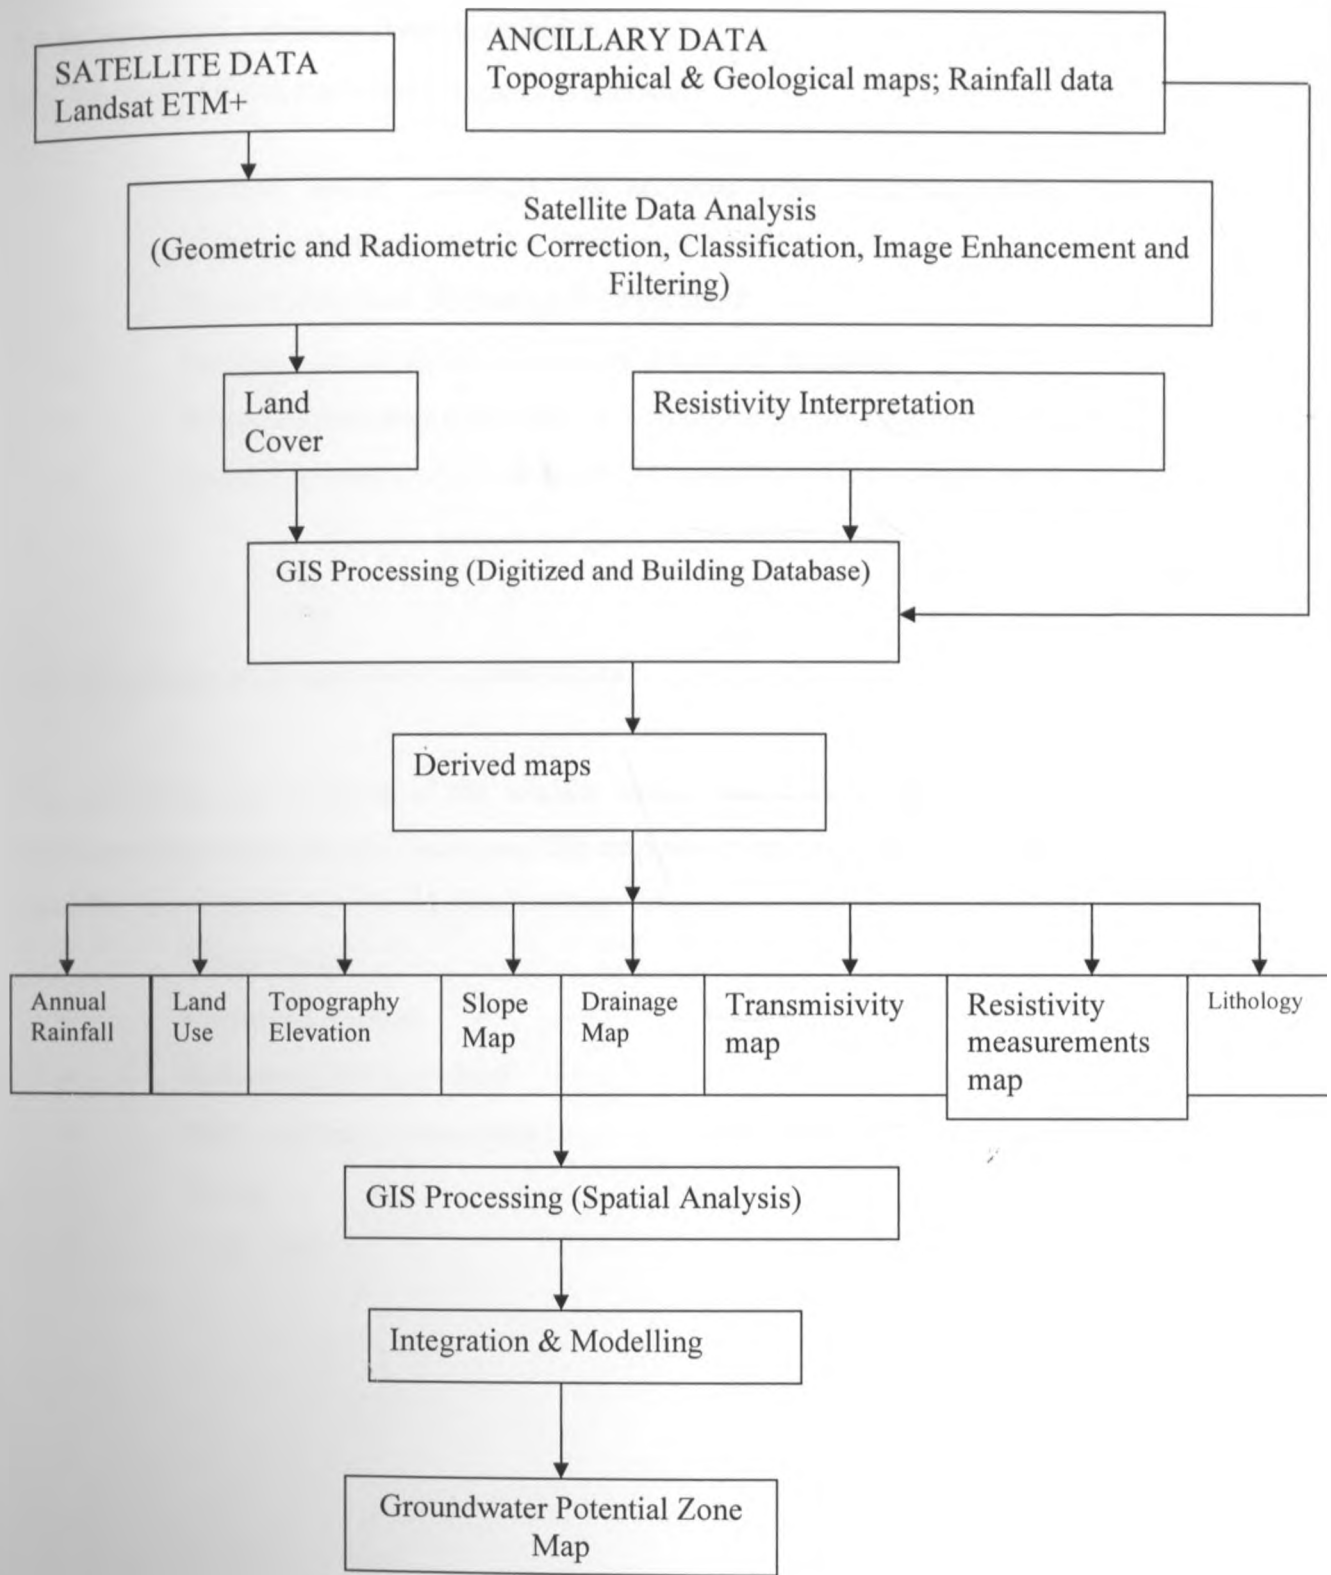 SATELLITE DATA
Landsat ETM+
ANCILLARY DATA
Topographical & Geological maps; Rainfall data
Satellite Data Analysis
(Geometric and Radiometric Correction, Classification, Image Enhancement and
Filtering)
Land
Cover
Resistivity Interpretation
GIS Processing (Digitized and Building Database)
Derived maps
Annual
Rainfall
Land
Use
Topography
Elevation
Slope
Map
Drainage
Map
Transmisivity
map
Resistivity
measurements
map
Lithology
GIS Processing (Spatial Analysis)
Integration & Modelling
Groundwater Potential Zone
Map